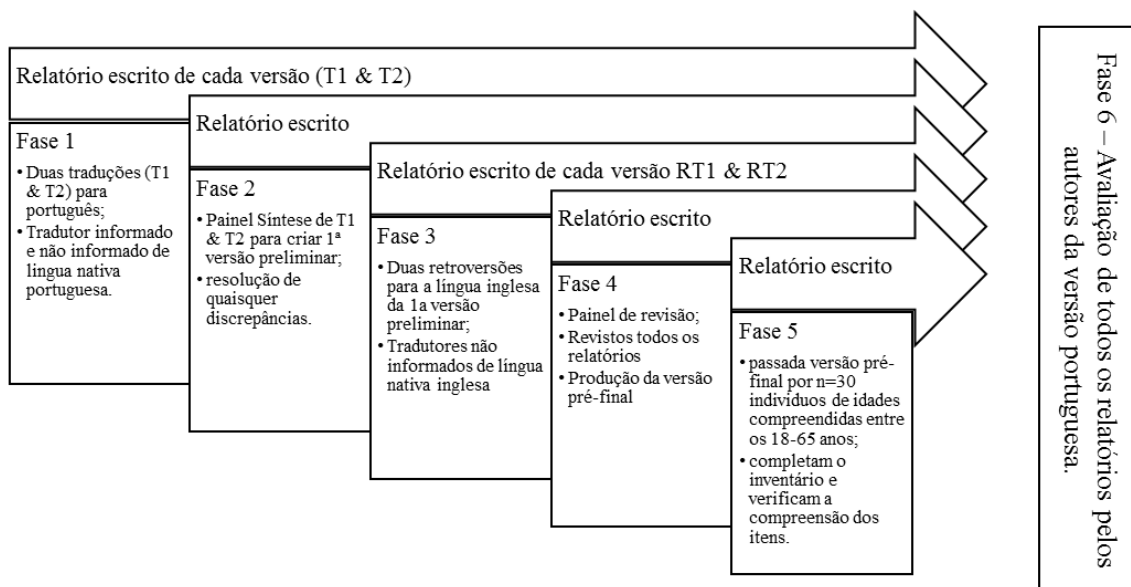 Relatório escrito de cada versão (T1 & T2)
Fase 1
• Duas traduções (T1
& T2) para
português;
• Tradutor informado
e não informado de
lingua nativa
portuguesa.
Relatório escrito
Fase 2
• Painel Síntese de T1
& T2 para criar 1ª
versão preliminar;
• resolução de
quaisquer
discrepâncias.
Relatório escrito de cada versão RT1 & RT2
Fase 3
• Duas retroversões
para a língua inglesa
da 1a versão
preliminar;
• Tradutores não
informados de língua
nativa inglesa
Relatório escrito
Fase 4
• Painel de revisão;
• Revistos todos os
relatórios
• Produção da versão
pré-final
Relatório escrito
Fase 5
• passada versão pré-
final por n=30
indivíduos de idades
compreendidas entre
os 18-65 anos;
• completam o
inventário e
verificam a
compreensão dos
itens.
Fase 6 – Avaliação de todos os relatórios pelos
autores da versão portuguesa.